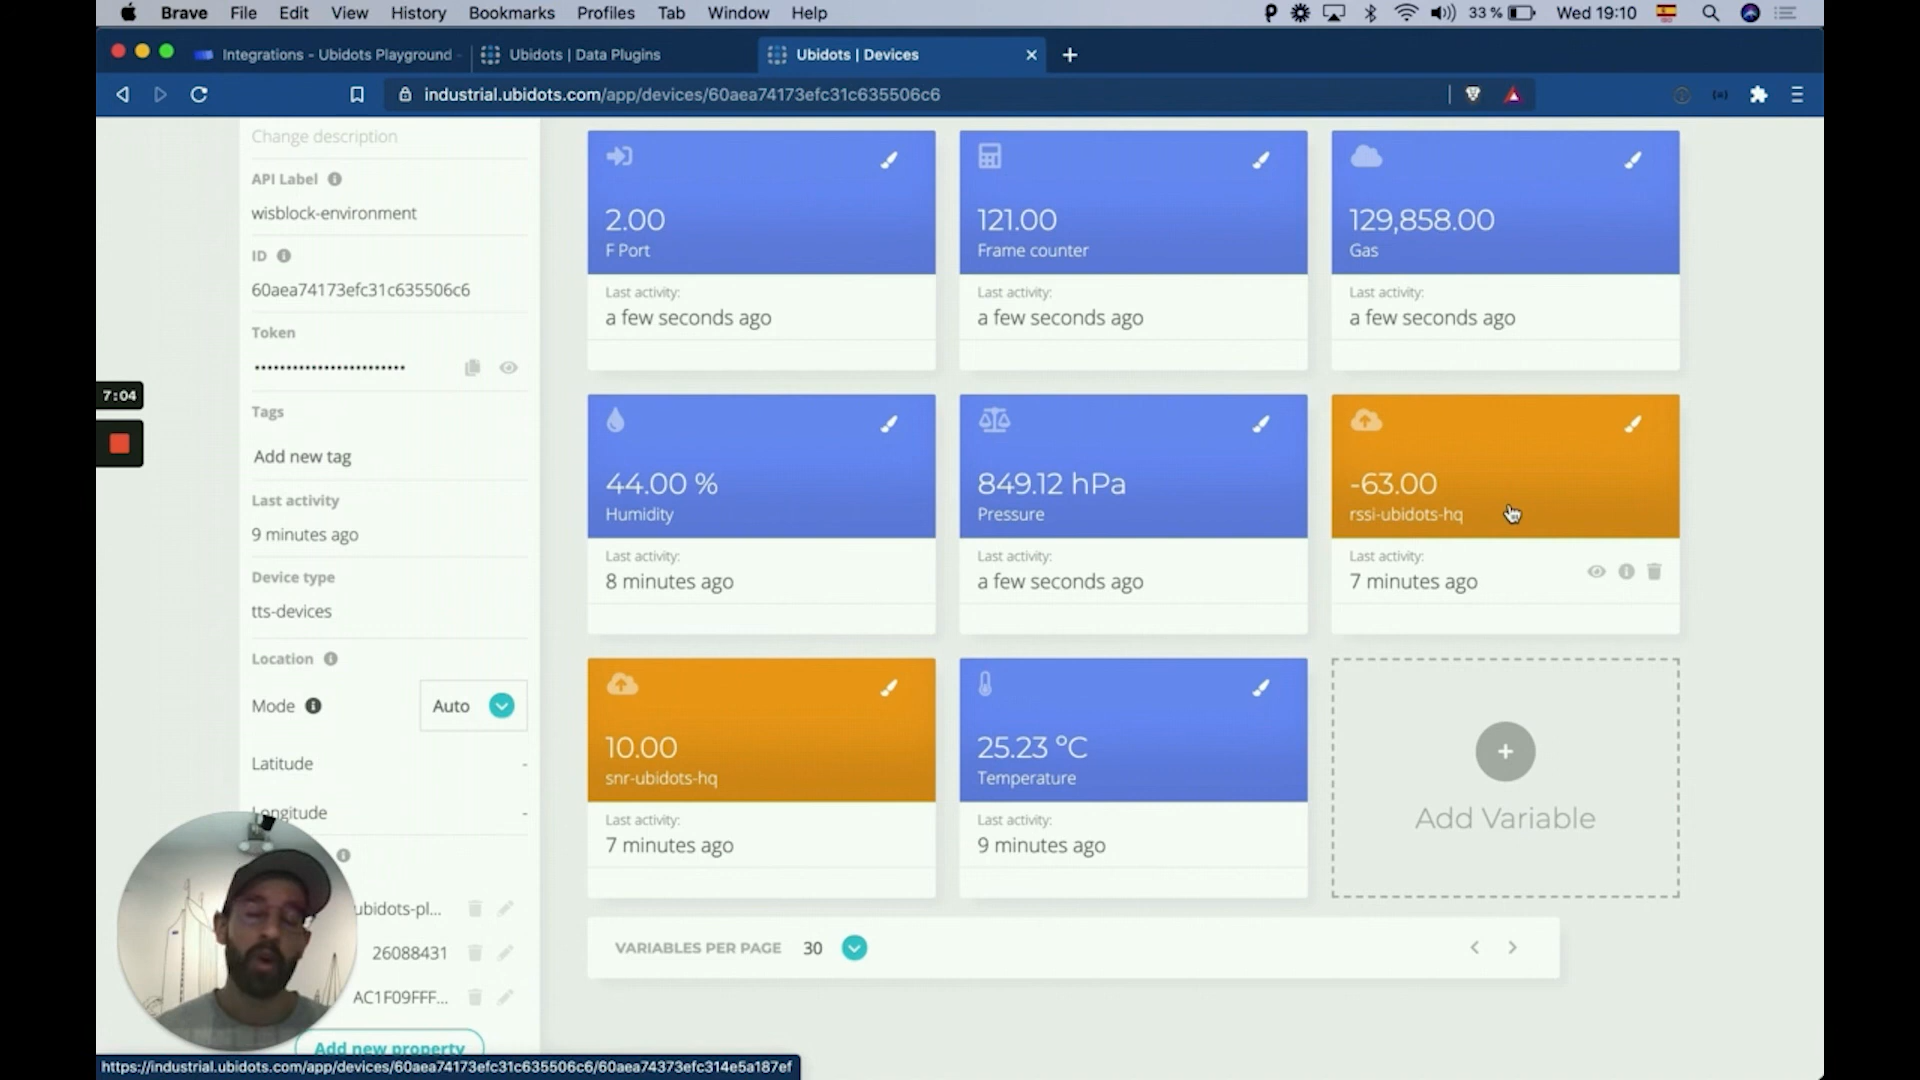 Brave File Edit View History Bookmarks Profiles Tab Window Help 33 % Wed 19:10
Integrations - Ubidots Playground Ubidots | Data Plugins Ubidots | Devices
industrial.ubidots.com/app/devices/60aea74173efc31c635506c6
Change description
API Label
wisblock-environment
ID
60aea74173efc31c635506c6
Token
Tags
Add new tag
Last activity
9 minutes ago
Device type
tts-devices
Location
Mode Auto
Latitude -
Longitude -
ubidots-pl...
26088431
AC1F09FFF...
Add new property
7:04
2.00
F Port
Last activity:
a few seconds ago
121.00
Frame counter
Last activity:
a few seconds ago
129,858.00
Gas
Last activity:
a few seconds ago
44.00 %
Humidity
Last activity:
8 minutes ago
849.12 hPa
Pressure
Last activity:
a few seconds ago
-63.00
rssi-ubidots-hq
Last activity:
7 minutes ago
10.00
snr-ubidots-hq
Last activity:
7 minutes ago
25.23 °C
Temperature
Last activity:
9 minutes ago
Add Variable
VARIABLES PER PAGE 30
https://industrial.ubidots.com/app/devices/60aea74173efc31c635506c6/60aea74373efc314e5a187ef